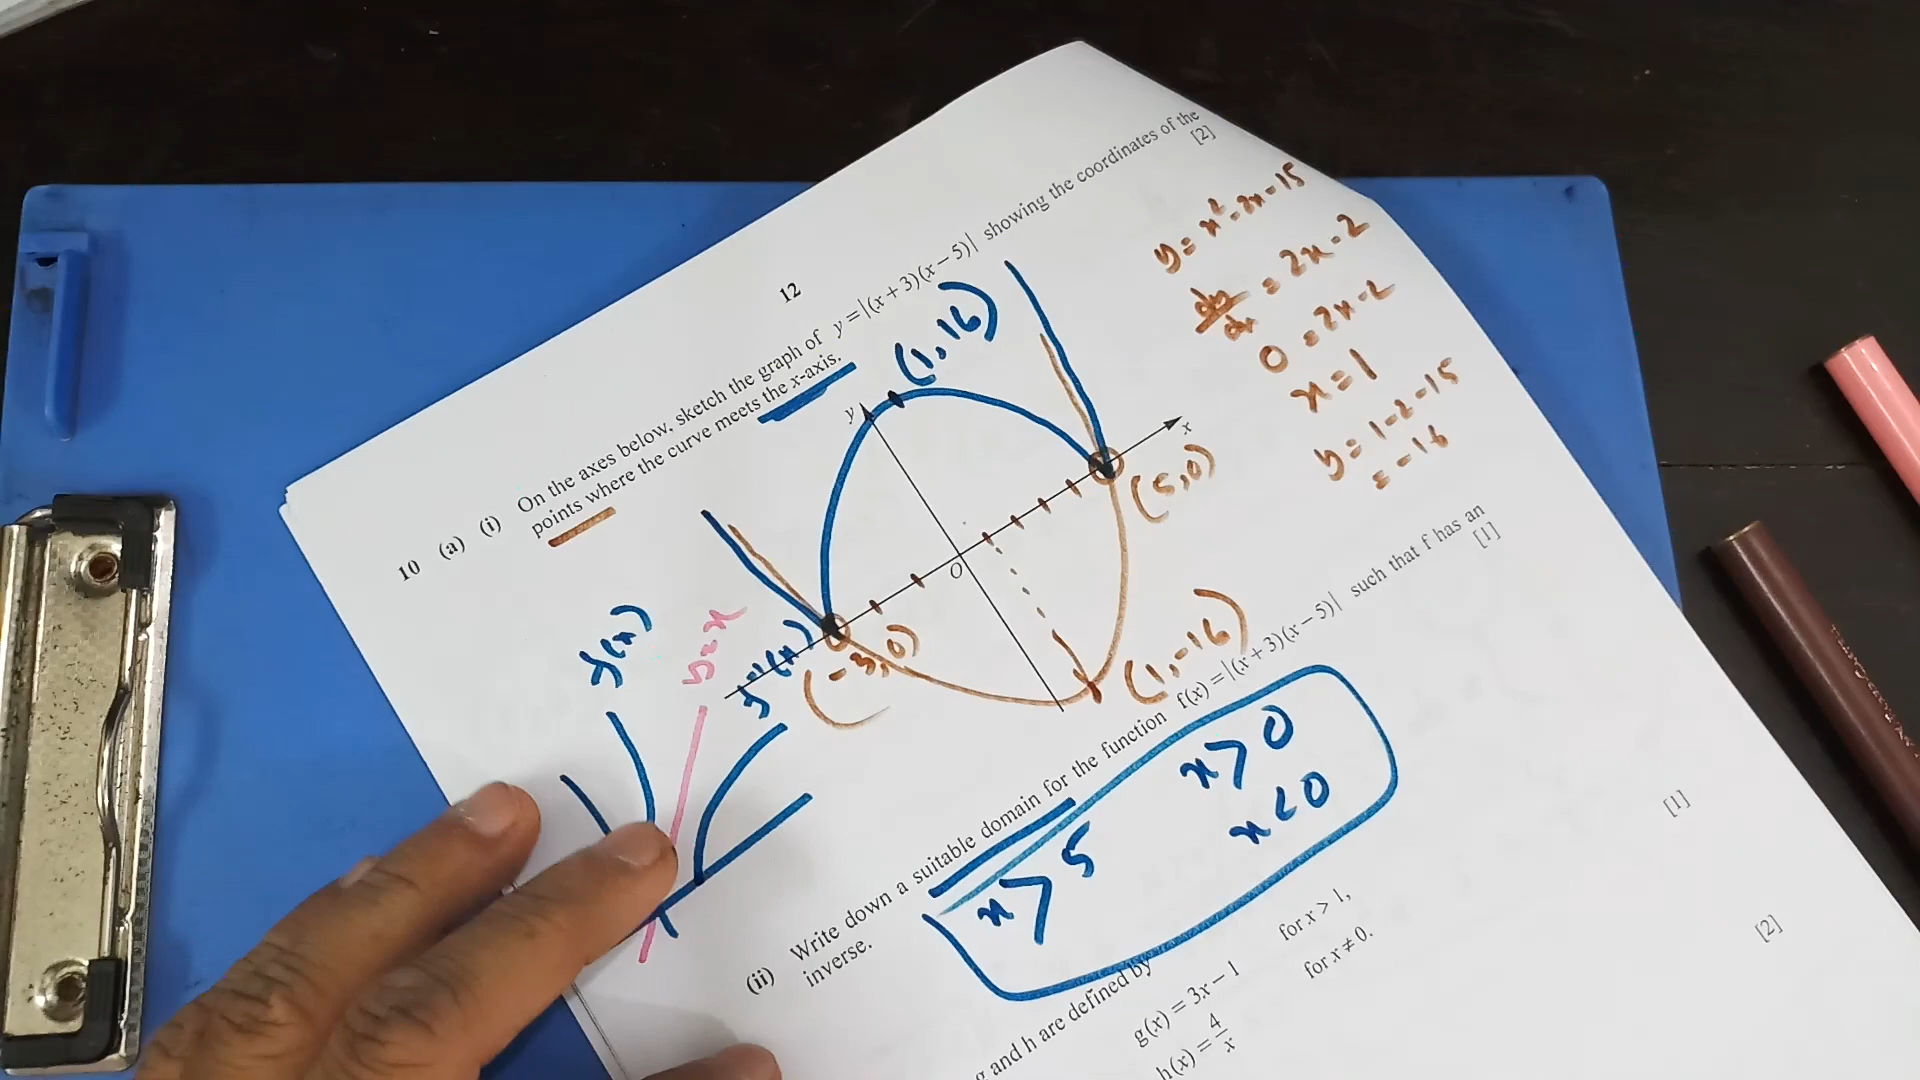 12
10 (a) (i) On the axes below, sketch the graph of y = |(x + 3)(x − 5)| showing the coordinates of the
points where the curve meets the x-axis. [2]
y = x² - 2x - 15
dy/dx = 2x - 2
0 = 2x - 2
x = 1
y = 1 - 2 - 15
= -16
(1, 16)
y
x
O
(5, 0)
(-3, 0)
(1, -16)
f(x)
y = x
f⁻¹(x)
(ii) Write down a suitable domain for the function f(x) = |(x + 3)(x − 5)| such that f has an
inverse. [1]
x > 5
x > 0
x < 0
g and h are defined by
g(x) = 3x − 1 for x > 1,
h(x) = 4/x for x ≠ 0.
[1]
[2]